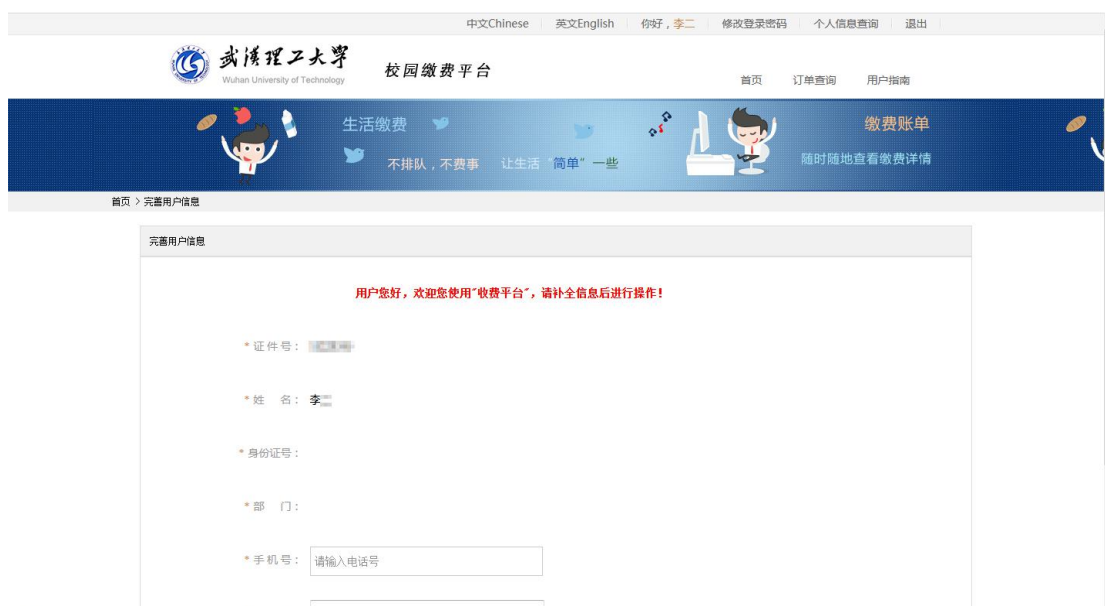 中文Chinese 英文English 你好，李二 修改登录密码 个人信息查询 退出
武汉理工大学
Wuhan University of Technology
校园缴费平台
首页 订单查询 用户指南
生活缴费
不排队，不费事 让生活“简单”一些
缴费账单
随时随地查看缴费详情
首页 > 完善用户信息
完善用户信息
用户您好，欢迎您使用"收费平台"，请补全信息后进行操作！
* 证件号：
* 姓 名： 李
* 身份证号：
* 部 门：
* 手机号： 请输入电话号